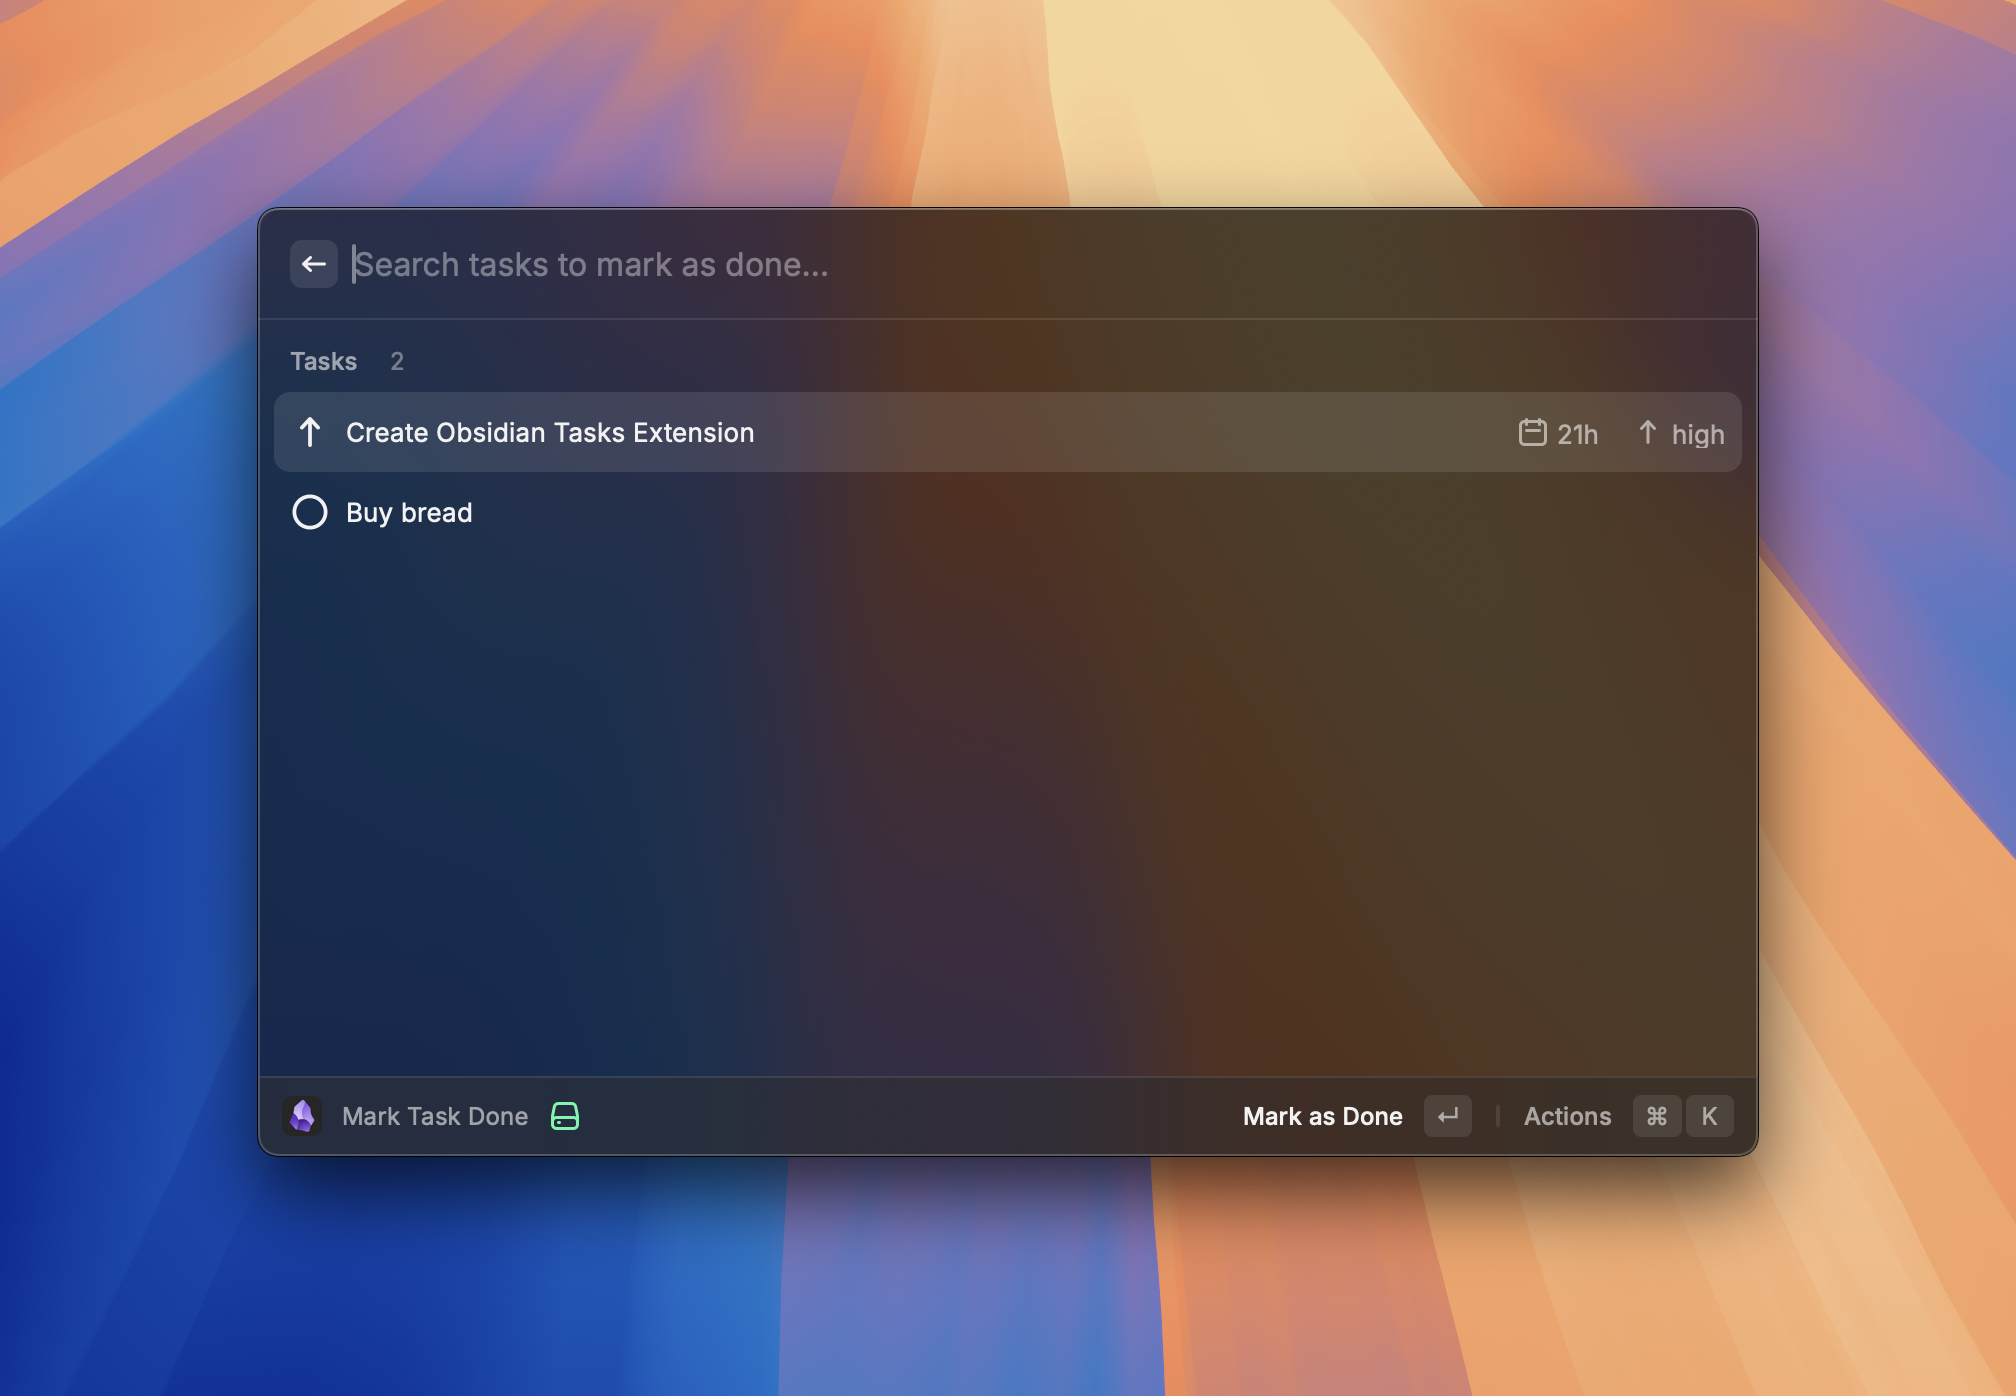 Search tasks to mark as done...
Tasks 2
Create Obsidian Tasks Extension 21h ↑ high
Buy bread
Mark Task Done Mark as Done ↵ Actions ⌘ K